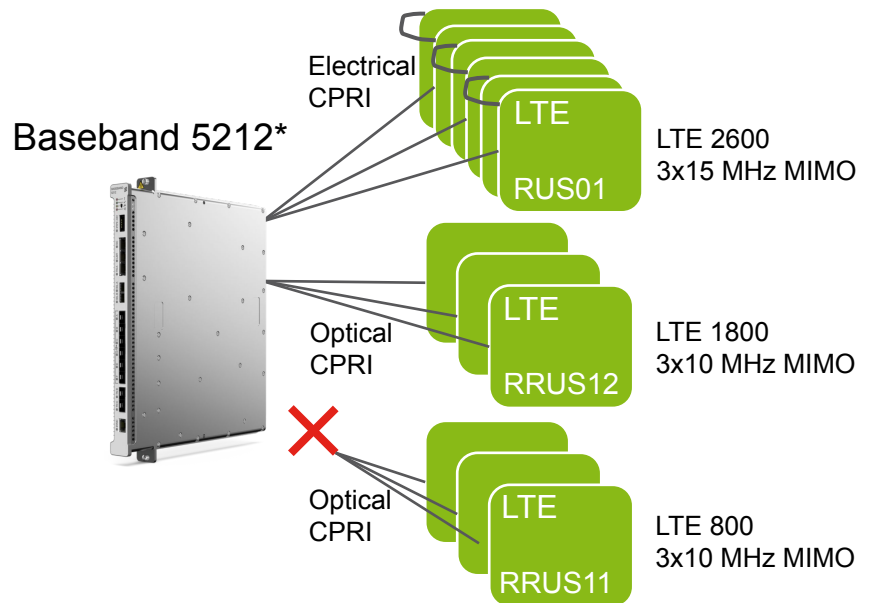 Electrical
CPRI
Baseband 5212*
LTE
RUS01
LTE 2600
3x15 MHz MIMO
Optical
CPRI
LTE
RRUS12
LTE 1800
3x10 MHz MIMO
Optical
CPRI
LTE
RRUS11
LTE 800
3x10 MHz MIMO